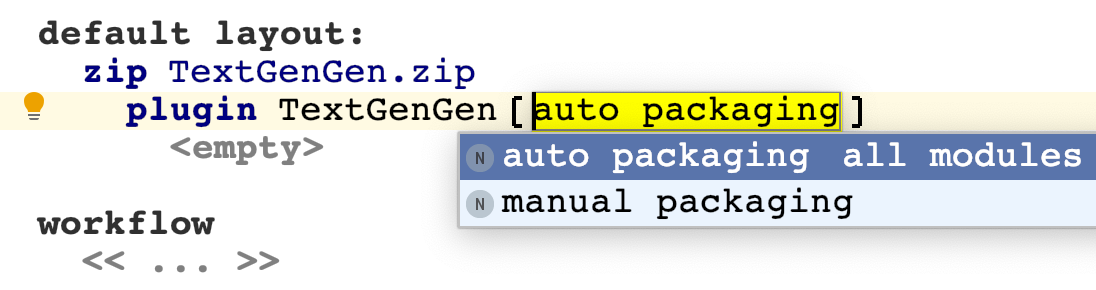 default layout:
zip TextGenGen.zip
plugin TextGenGen [auto packaging]
<empty>
N auto packaging all modules
N manual packaging
workflow
<< ... >>